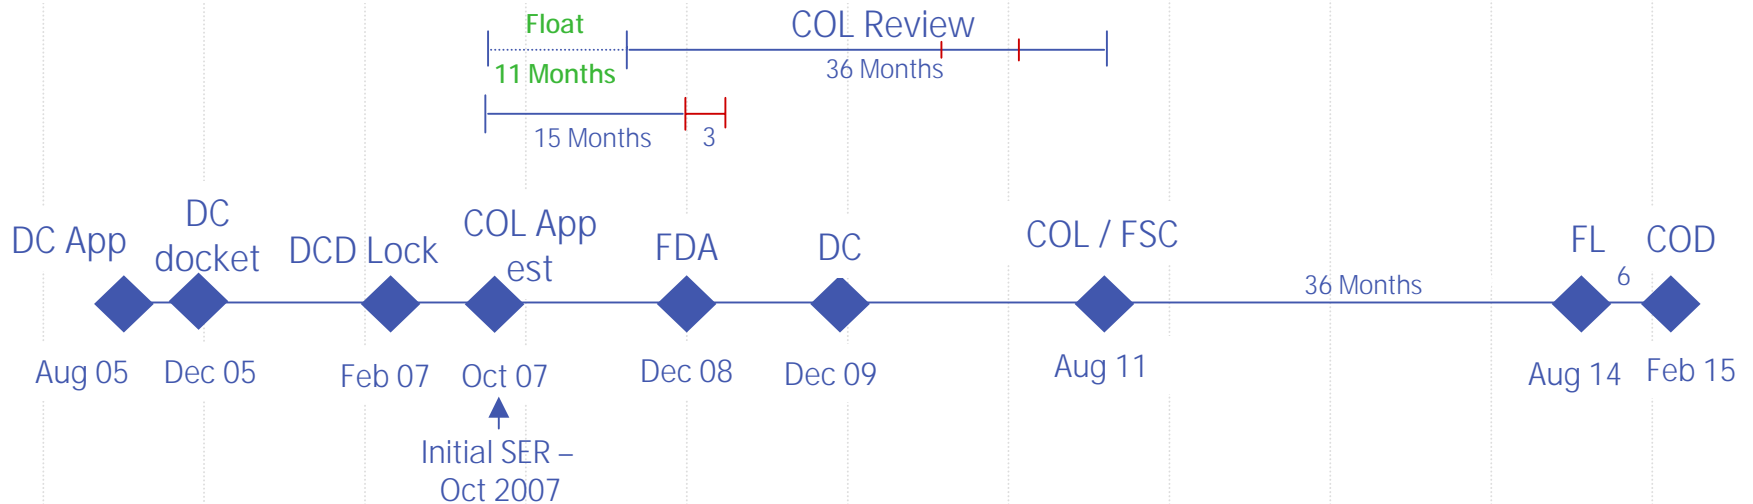 Float
COL Review
11 Months
36 Months
15 Months
3
DC App
DC
docket
DCD Lock
COL App
est
FDA
DC
COL / FSC
36 Months
FL
6
COD
Aug 05
Dec 05
Feb 07
Oct 07
Dec 08
Dec 09
Aug 11
Aug 14
Feb 15
Initial SER –
Oct 2007